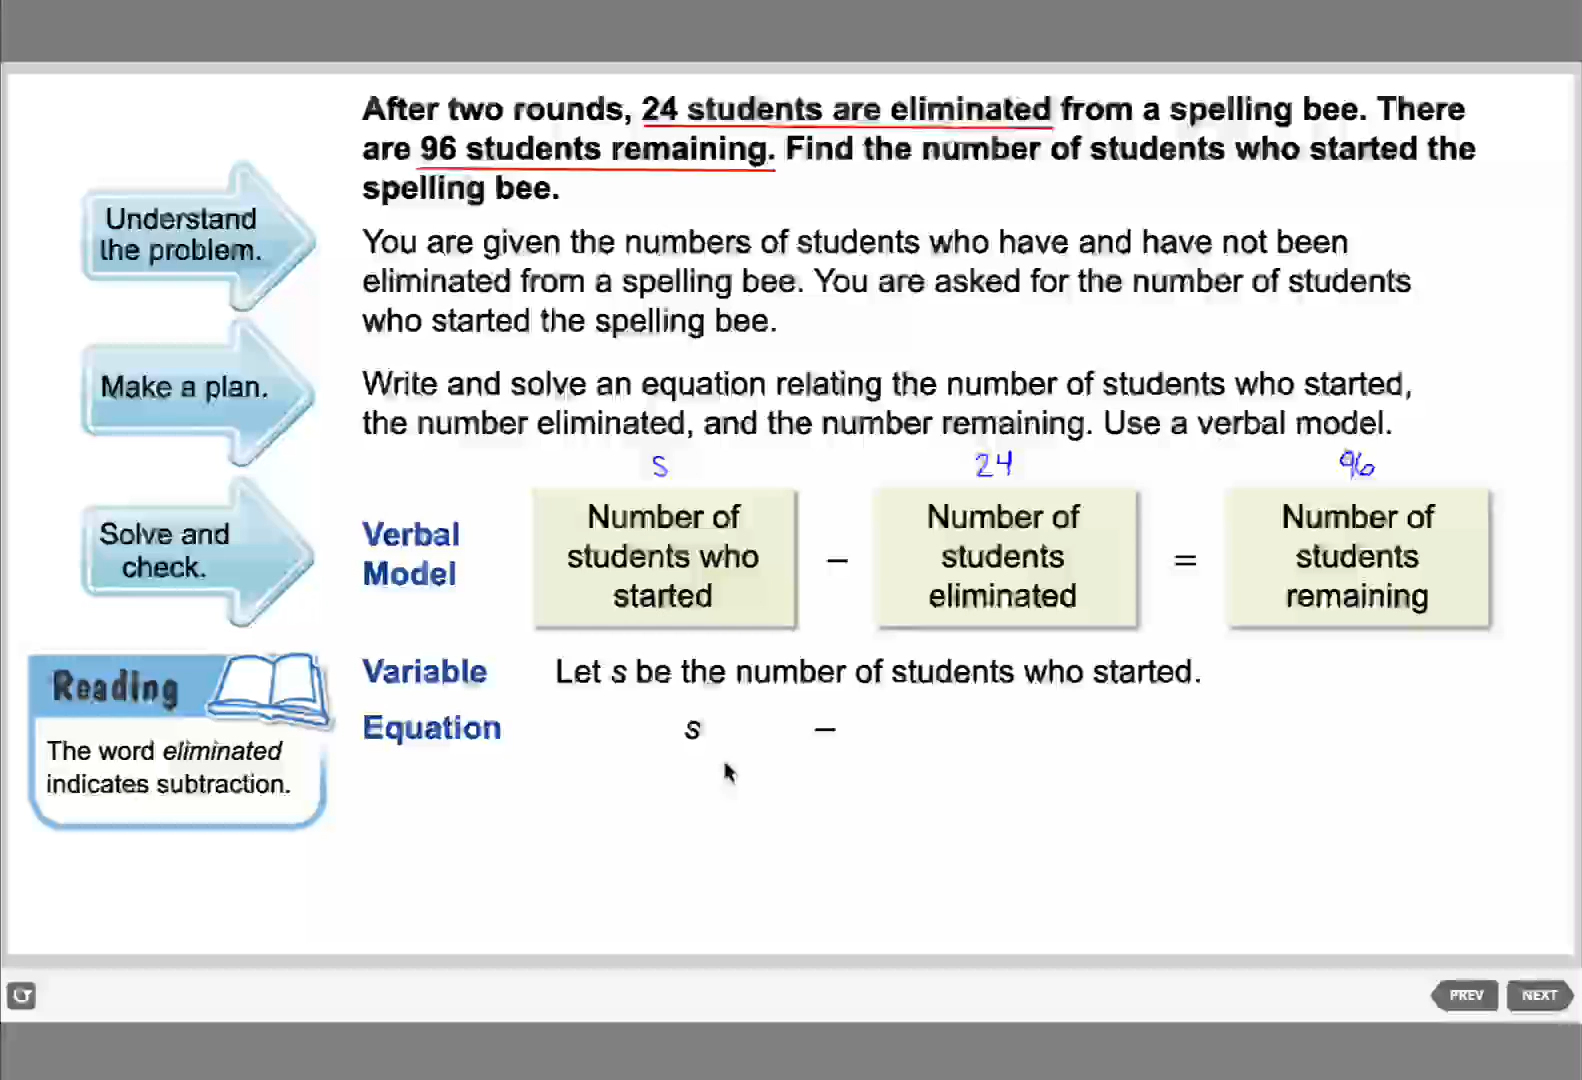 After two rounds, 24 students are eliminated from a spelling bee. There
are 96 students remaining. Find the number of students who started the
spelling bee.
Understand
the problem.
You are given the numbers of students who have and have not been
eliminated from a spelling bee. You are asked for the number of students
who started the spelling bee.
Make a plan.
Write and solve an equation relating the number of students who started,
the number eliminated, and the number remaining. Use a verbal model.
s 24 96
Solve and
check.
Verbal
Model
Number of
students who
started
–
Number of
students
eliminated
=
Number of
students
remaining
Reading
The word eliminated
indicates subtraction.
Variable Let s be the number of students who started.
Equation s –
PREV NEXT